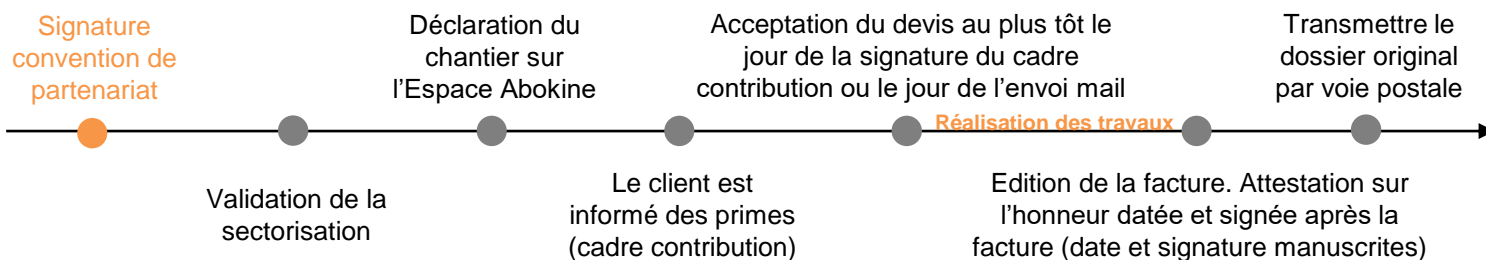 Signature
convention de
partenariat
Validation de la
sectorisation
Déclaration du
chantier sur
l'Espace Abokine
Le client est
informé des primes
(cadre contribution)
Acceptation du devis au plus tôt le
jour de la signature du cadre
contribution ou le jour de l'envoi mail
Réalisation des travaux
Edition de la facture. Attestation sur
l'honneur datée et signée après la
facture (date et signature manuscrites)
Transmettre le
dossier original
par voie postale